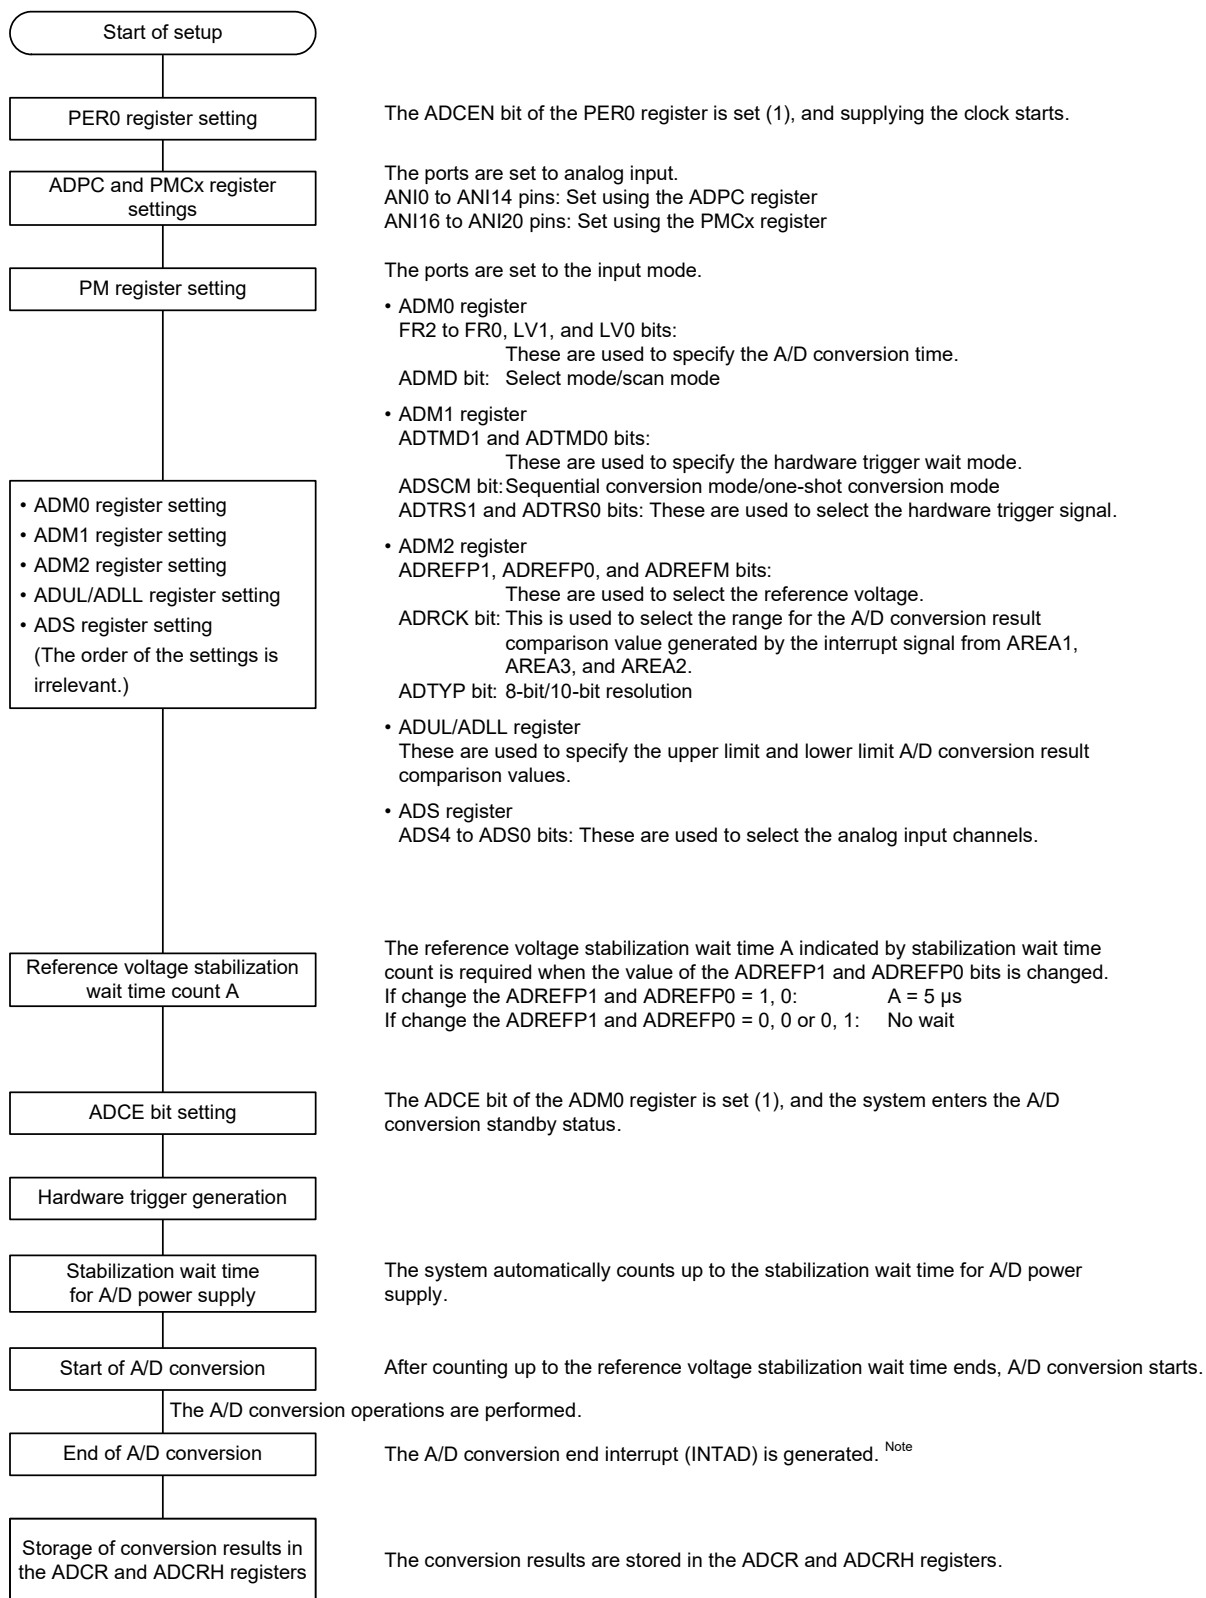 Start of setup
PER0 register setting
The ADCEN bit of the PER0 register is set (1), and supplying the clock starts.
ADPC and PMCx register
settings
The ports are set to analog input.
ANI0 to ANI14 pins: Set using the ADPC register
ANI16 to ANI20 pins: Set using the PMCx register
PM register setting
The ports are set to the input mode.
• ADM0 register setting
• ADM1 register setting
• ADM2 register setting
• ADUL/ADLL register setting
• ADS register setting
(The order of the settings is
irrelevant.)
• ADM0 register
FR2 to FR0, LV1, and LV0 bits:
These are used to specify the A/D conversion time.
ADMD bit: Select mode/scan mode
• ADM1 register
ADTMD1 and ADTMD0 bits:
These are used to specify the hardware trigger wait mode.
ADSCM bit: Sequential conversion mode/one-shot conversion mode
ADTRS1 and ADTRS0 bits: These are used to select the hardware trigger signal.
• ADM2 register
ADREFP1, ADREFP0, and ADREFM bits:
These are used to select the reference voltage.
ADRCK bit: This is used to select the range for the A/D conversion result
comparison value generated by the interrupt signal from AREA1,
AREA3, and AREA2.
ADTYP bit: 8-bit/10-bit resolution
• ADUL/ADLL register
These are used to specify the upper limit and lower limit A/D conversion result
comparison values.
• ADS register
ADS4 to ADS0 bits: These are used to select the analog input channels.
Reference voltage stabilization
wait time count A
The reference voltage stabilization wait time A indicated by stabilization wait time
count is required when the value of the ADREFP1 and ADREFP0 bits is changed.
If change the ADREFP1 and ADREFP0 = 1, 0: A = 5 µs
If change the ADREFP1 and ADREFP0 = 0, 0 or 0, 1: No wait
ADCE bit setting
The ADCE bit of the ADM0 register is set (1), and the system enters the A/D
conversion standby status.
Hardware trigger generation
Stabilization wait time
for A/D power supply
The system automatically counts up to the stabilization wait time for A/D power
supply.
Start of A/D conversion
After counting up to the reference voltage stabilization wait time ends, A/D conversion starts.
The A/D conversion operations are performed.
End of A/D conversion
The A/D conversion end interrupt (INTAD) is generated. Note
Storage of conversion results in
the ADCR and ADCRH registers
The conversion results are stored in the ADCR and ADCRH registers.